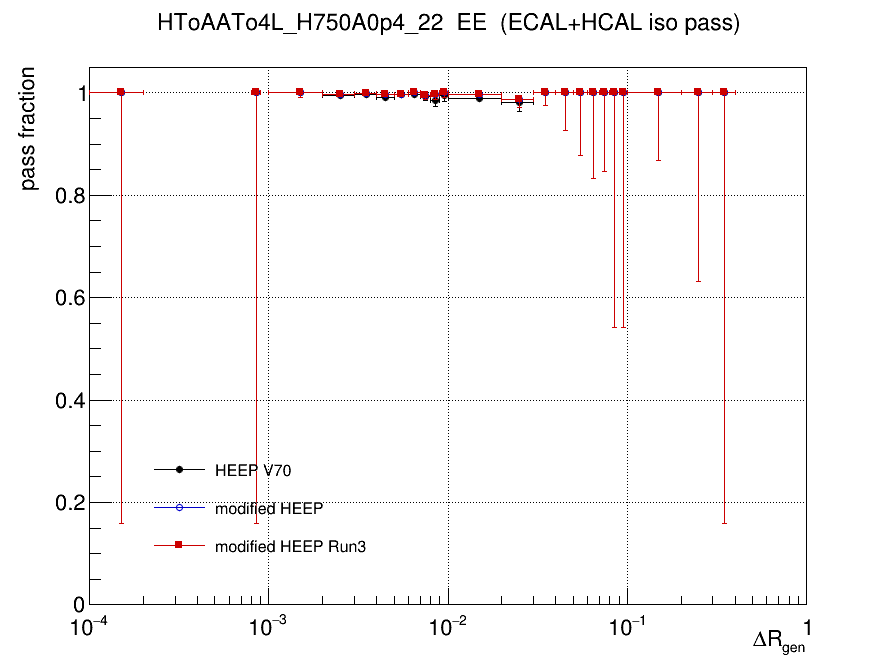 HToAATo4L_H750A0p4_22 EE (ECAL+HCAL iso pass)
pass fraction
1
0.8
0.6
0.4
0.2
0
HEEP V70
modified HEEP
modified HEEP Run3
10⁻⁴ 10⁻³ 10⁻² 10⁻¹ 1
ΔR_gen